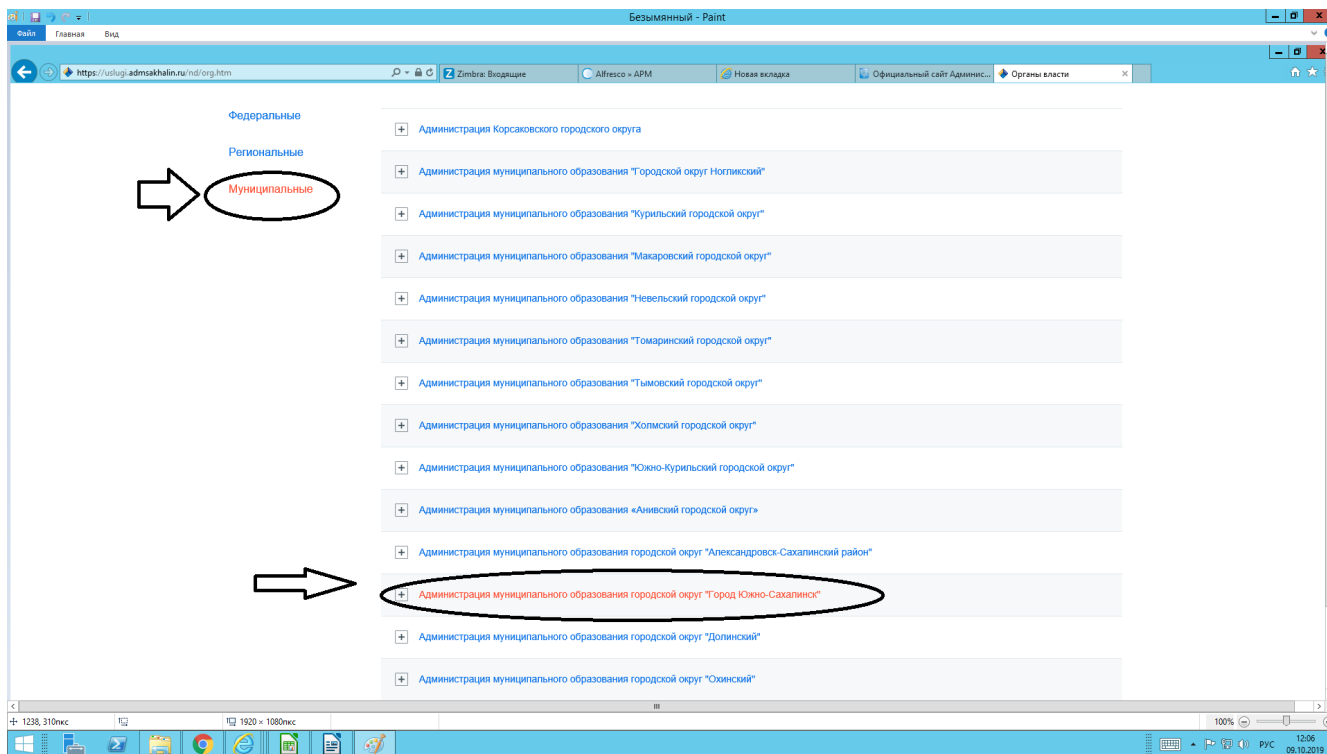 Безымянный - Paint
Файл Главная Вид
https://uslugi.admsakhalin.ru/nd/org.htm
Zimbra: Входящие
Alfresco » АРМ
Новая вкладка
Официальный сайт Админис...
Органы власти
Федеральные
Региональные
Муниципальные
Администрация Корсаковского городского округа
Администрация муниципального образования "Городской округ Ногликский"
Администрация муниципального образования "Курильский городской округ"
Администрация муниципального образования "Макаровский городской округ"
Администрация муниципального образования "Невельский городской округ"
Администрация муниципального образования "Томаринский городской округ"
Администрация муниципального образования "Тымовский городской округ"
Администрация муниципального образования "Холмский городской округ"
Администрация муниципального образования "Южно-Курильский городской округ"
Администрация муниципального образования «Анивский городской округ»
Администрация муниципального образования городской округ "Александровск-Сахалинский район"
Администрация муниципального образования городской округ "Город Южно-Сахалинск"
Администрация муниципального образования городской округ "Долинский"
Администрация муниципального образования городской округ "Охинский"
1238, 310пкс
1920 × 1080пкс
100%
РУС
12:06
09.10.2019